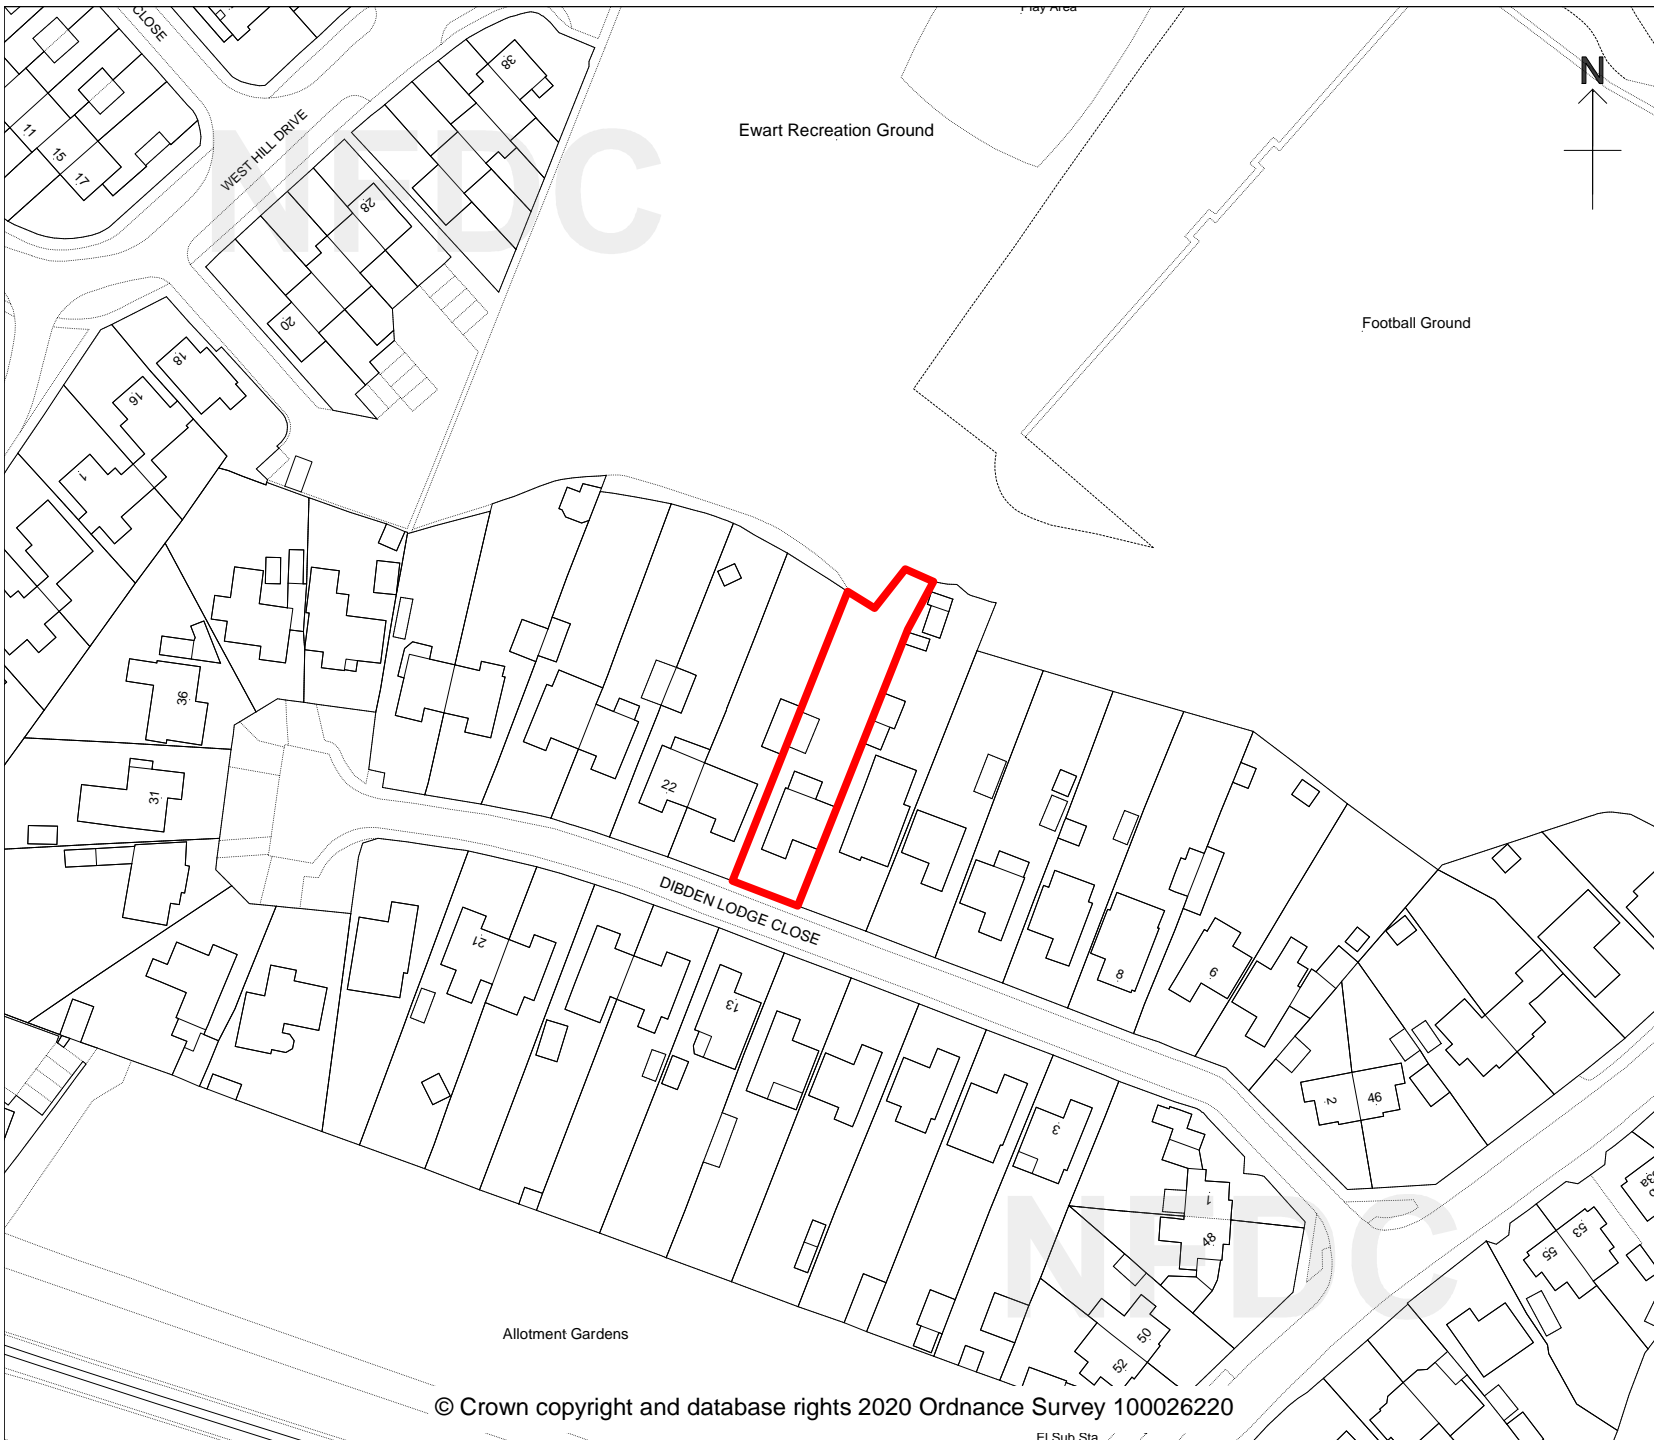 Play Area
CLOSE
38
N
11
15
17
WEST HILL DRIVE
Ewart Recreation Ground
NFDC
28
20
Football Ground
18
16
1
36
31
22
DIBDEN LODGE CLOSE
21
13
8
6
3
2
46
1
48
50
52
53
55
NFDC
Allotment Gardens
© Crown copyright and database rights 2020 Ordnance Survey 100026220
El Sub Sta